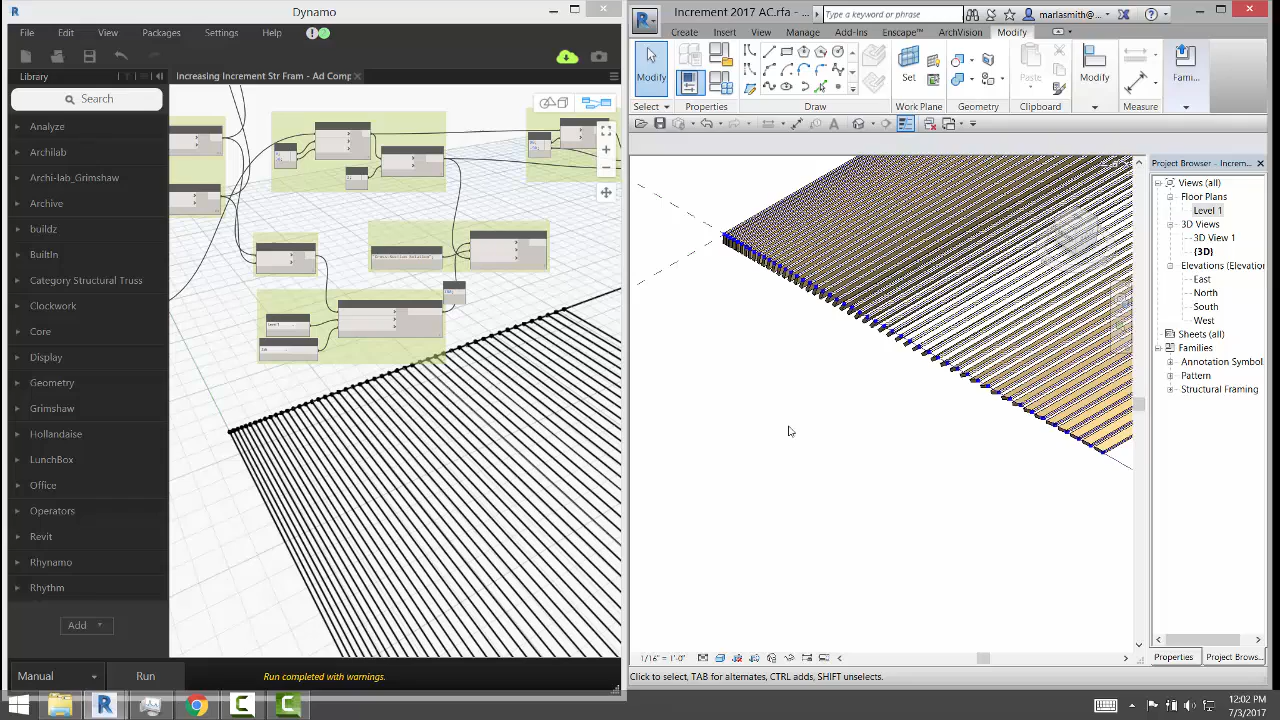 Dynamo
File Edit View Packages Settings Help
Library
Increasing Increment Str Fram - Ad Comp
Search
Analyze
Archilab
Archi-lab_Grimshaw
Archive
buildz
BuiltIn
Category Structural Truss
Clockwork
Core
Display
Geometry
Grimshaw
Hollandaise
LunchBox
Office
Operators
Revit
Rhynamo
Rhythm
Add
Manual
Run
Run completed with warnings.
Increment 2017 AC.rfa - ...
Type a keyword or phrase
marlasmith@...
Create Insert View Manage Add-Ins Enscape™ ArchVision Modify
Modify
Set
Paste
Modify
Fami...
Select Properties Draw Work Plane Geometry Clipboard Measure
Project Browser - Increm...
Views (all)
Floor Plans
Level 1
3D Views
3D View 1
(3D)
Elevations (Elevation
East
North
South
West
Sheets (all)
Families
Annotation Symbol
Pattern
Structural Framing
1/16" = 1'-0"
Properties
Project Brows...
Click to select, TAB for alternates, CTRL adds, SHIFT unselects.
12:02 PM
7/3/2017